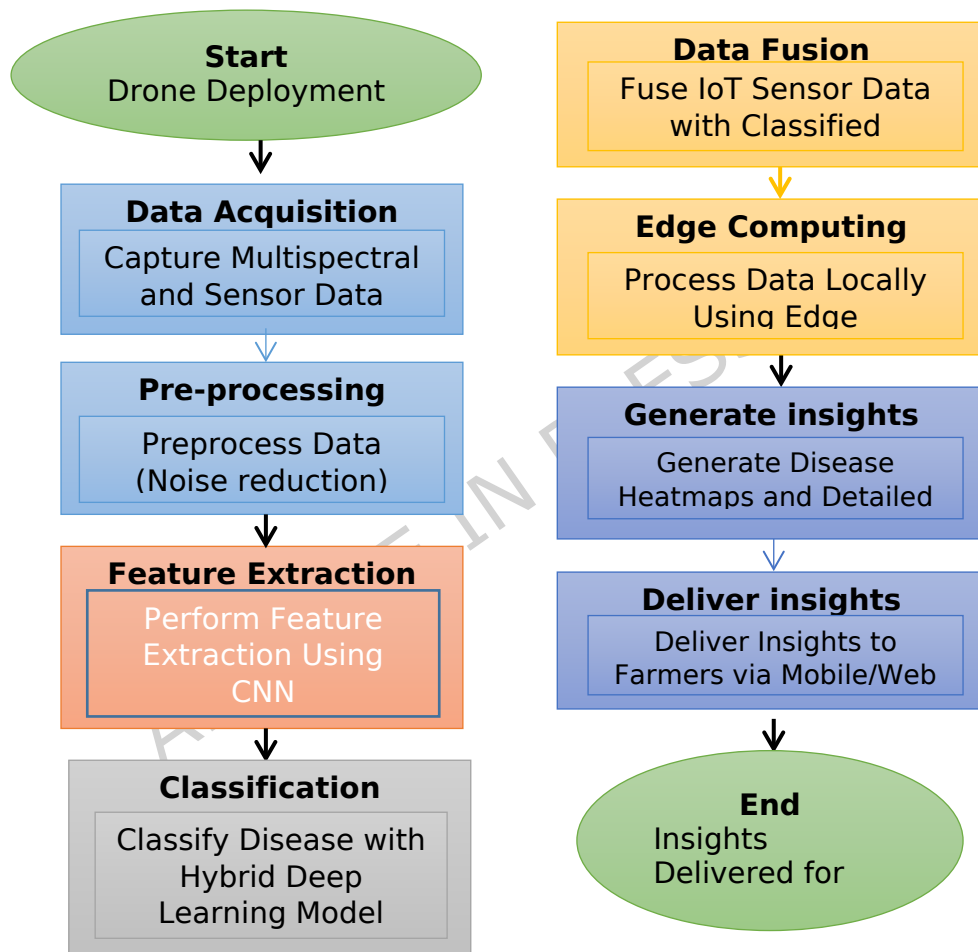 Start
Drone Deployment
Data Acquisition
Capture Multispectral
and Sensor Data
Pre-processing
Preprocess Data
(Noise reduction)
Feature Extraction
Perform Feature
Extraction Using
CNN
Classification
Classify Disease with
Hybrid Deep
Learning Model
Data Fusion
Fuse IoT Sensor Data
with Classified
Edge Computing
Process Data Locally
Using Edge
Generate insights
Generate Disease
Heatmaps and Detailed
Deliver insights
Deliver Insights to
Farmers via Mobile/Web
End
Insights
Delivered for